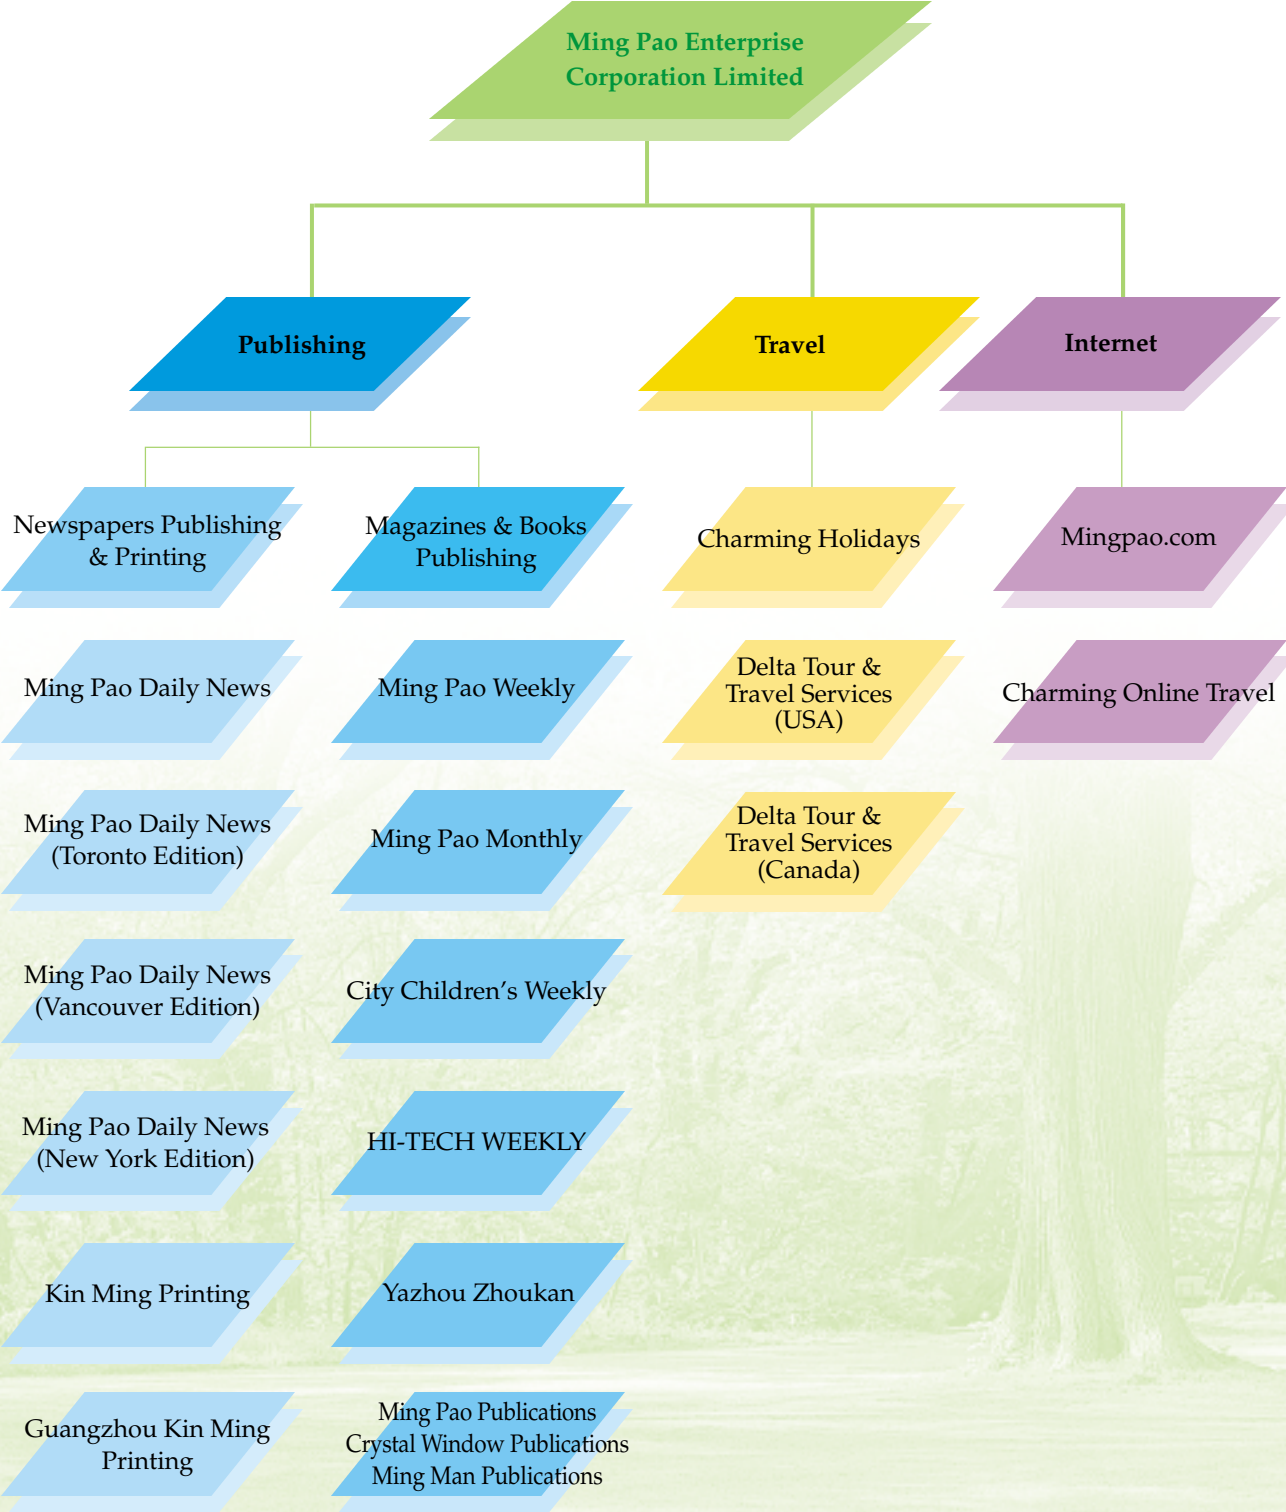 Ming Pao Enterprise
Corporation Limited
Publishing
Travel
Internet
Newspapers Publishing
& Printing
Magazines & Books
Publishing
Charming Holidays
Mingpao.com
Ming Pao Daily News
Ming Pao Weekly
Delta Tour &
Travel Services
(USA)
Charming Online Travel
Ming Pao Daily News
(Toronto Edition)
Ming Pao Monthly
Delta Tour &
Travel Services
(Canada)
Ming Pao Daily News
(Vancouver Edition)
City Children's Weekly
Ming Pao Daily News
(New York Edition)
HI-TECH WEEKLY
Kin Ming Printing
Yazhou Zhoukan
Guangzhou Kin Ming
Printing
Ming Pao Publications
Crystal Window Publications
Ming Man Publications